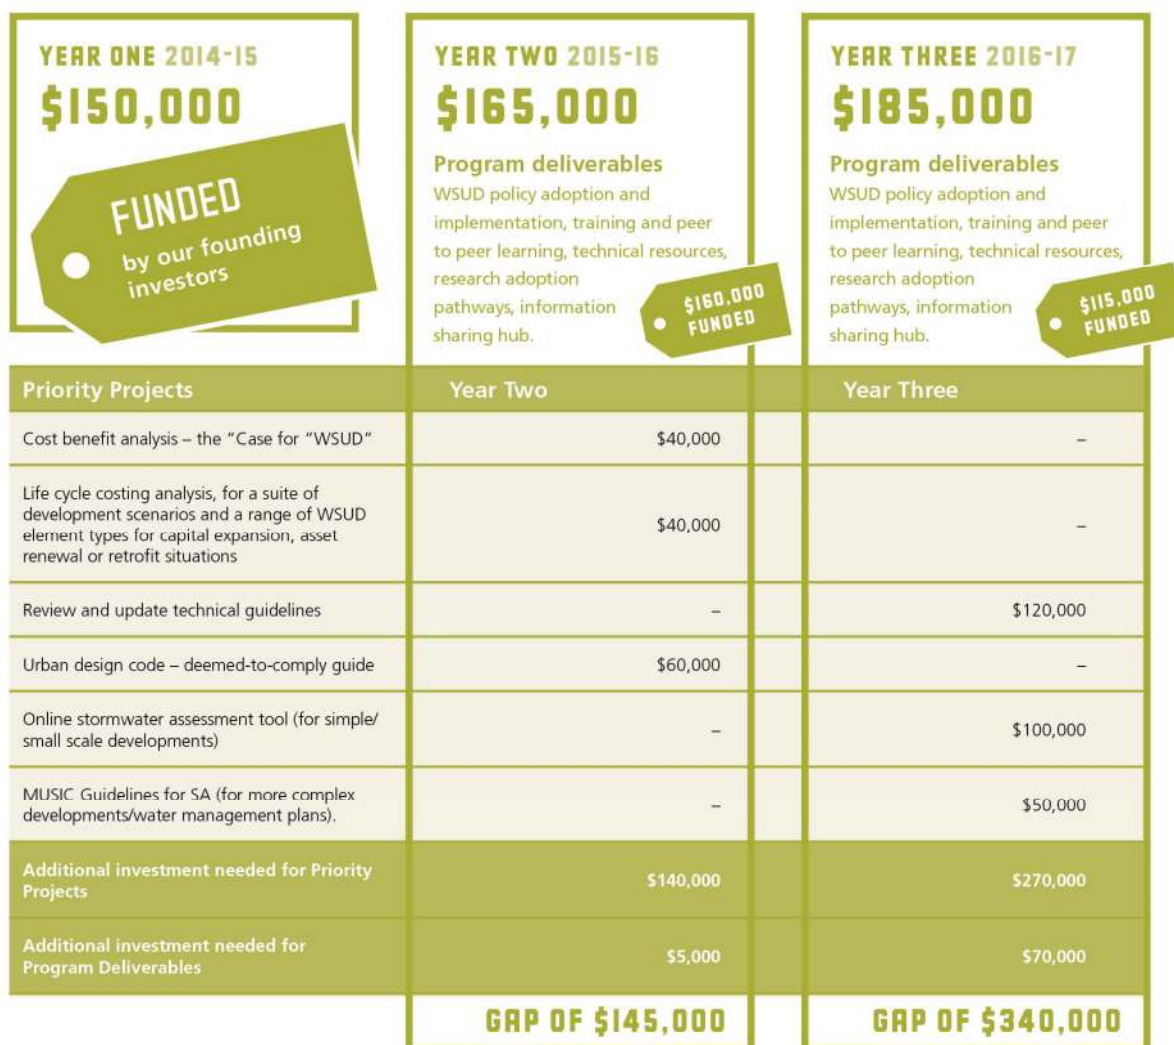 YEAR ONE 2014-15
$150,000
FUNDED
by our founding
investors
YEAR TWO 2015-16
$165,000
Program deliverables
WSUD policy adoption and
implementation, training and peer
to peer learning, technical resources,
research adoption
pathways, information
sharing hub.
$160,000
FUNDED
YEAR THREE 2016-17
$185,000
Program deliverables
WSUD policy adoption and
implementation, training and peer
to peer learning, technical resources,
research adoption
pathways, information
sharing hub.
$115,000
FUNDED
Priority Projects Year Two Year Three
Cost benefit analysis – the “Case for “WSUD” $40,000 –
Life cycle costing analysis, for a suite of
development scenarios and a range of WSUD
element types for capital expansion, asset
renewal or retrofit situations
$40,000 –
Review and update technical guidelines – $120,000
Urban design code – deemed-to-comply guide $60,000 –
Online stormwater assessment tool (for simple/
small scale developments)
– $100,000
MUSIC Guidelines for SA (for more complex
developments/water management plans).
– $50,000
Additional investment needed for Priority
Projects
$140,000 $270,000
Additional investment needed for
Program Deliverables
$5,000 $70,000
GAP OF $145,000 GAP OF $340,000